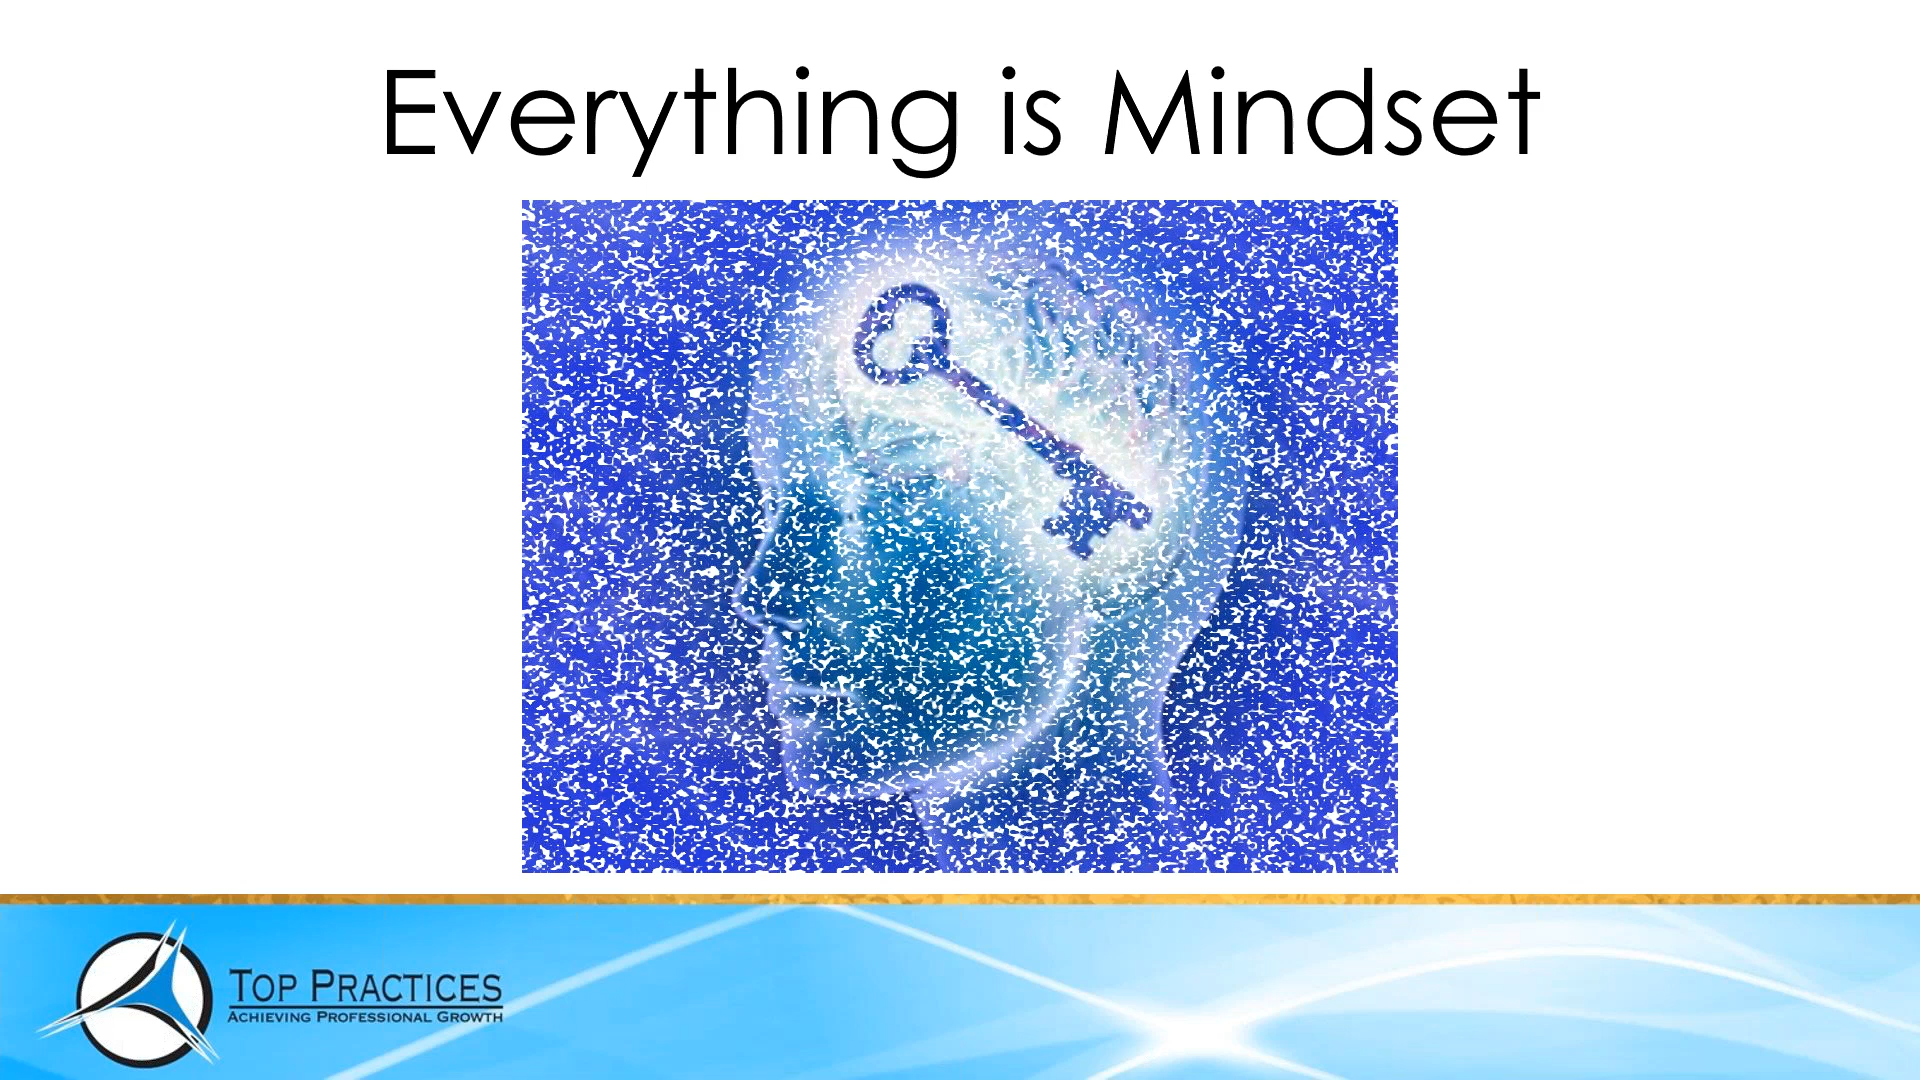 Everything is Mindset
TOP PRACTICES
ACHIEVING PROFESSIONAL GROWTH